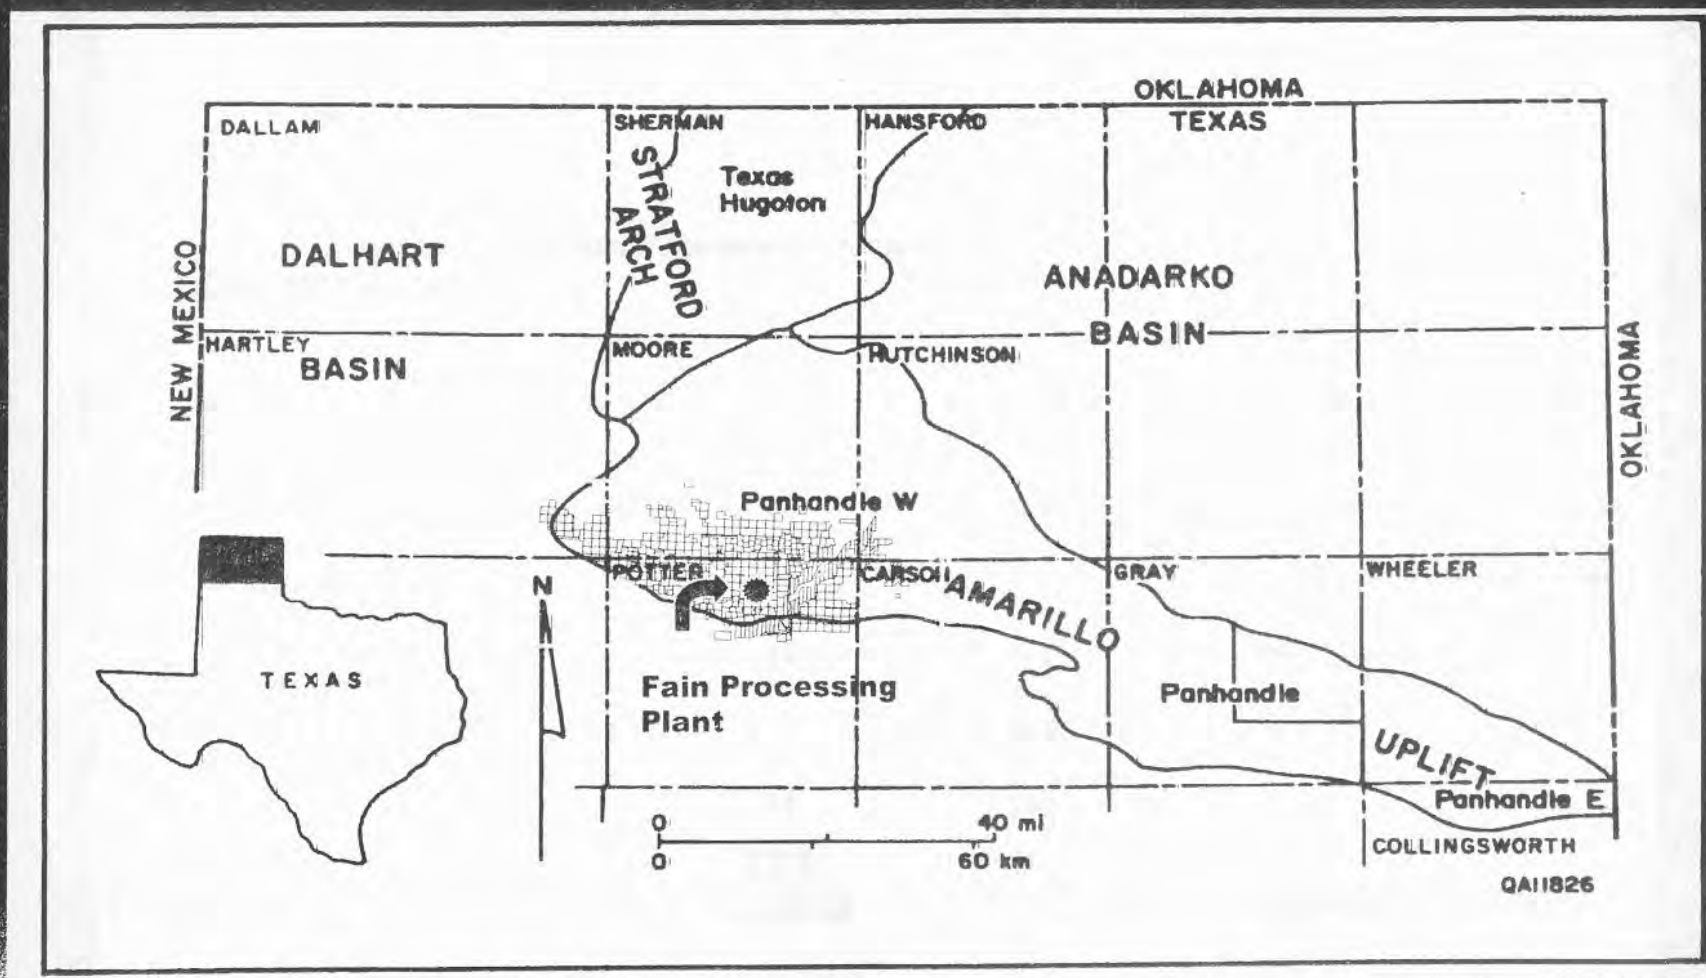 OKLAHOMA
TEXAS
DALLAM
SHERMAN
HANSFORD
STRATFORD
ARCH
Texas
Hugoton
DALHART
BASIN
ANADARKO
BASIN
NEW MEXICO
OKLAHOMA
HARTLEY
MOORE
HUTCHINSON
Panhandle W
POTTER
CARSON
GRAY
WHEELER
AMARILLO
UPLIFT
N
TEXAS
Fain Processing
Plant
Panhandle
Panhandle E
COLLINGSWORTH
0 40 mi
0 60 km
QA11826